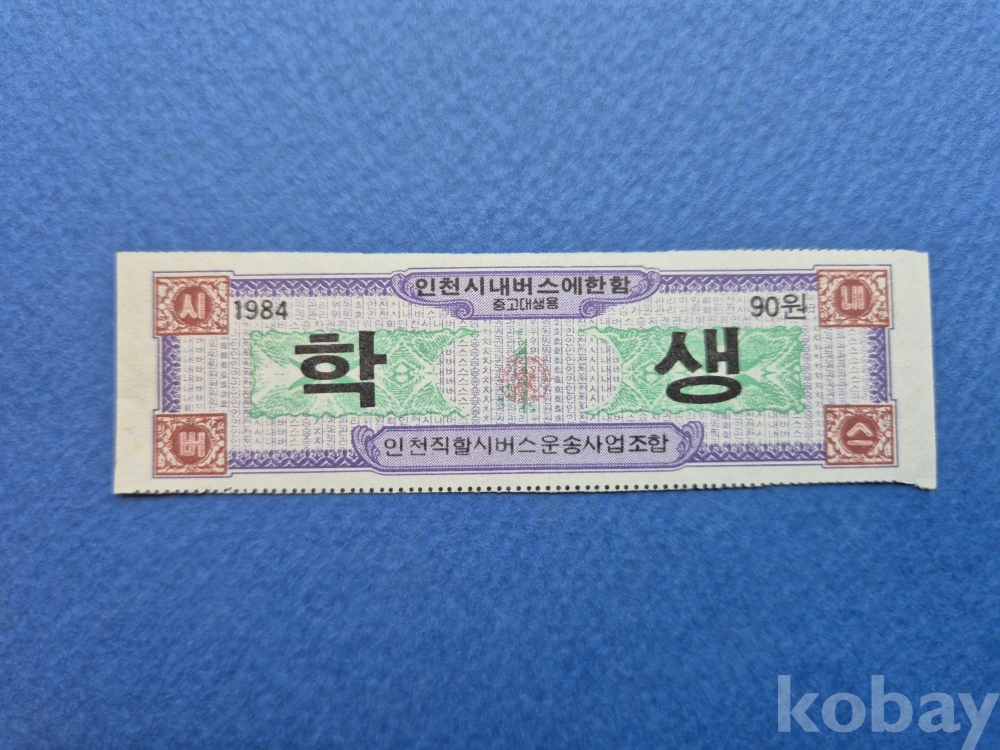 인천시내버스에한함
중고대생용
시
내
1984
90원
학 생
버
스
인천직할시버스운송사업조합
kobay